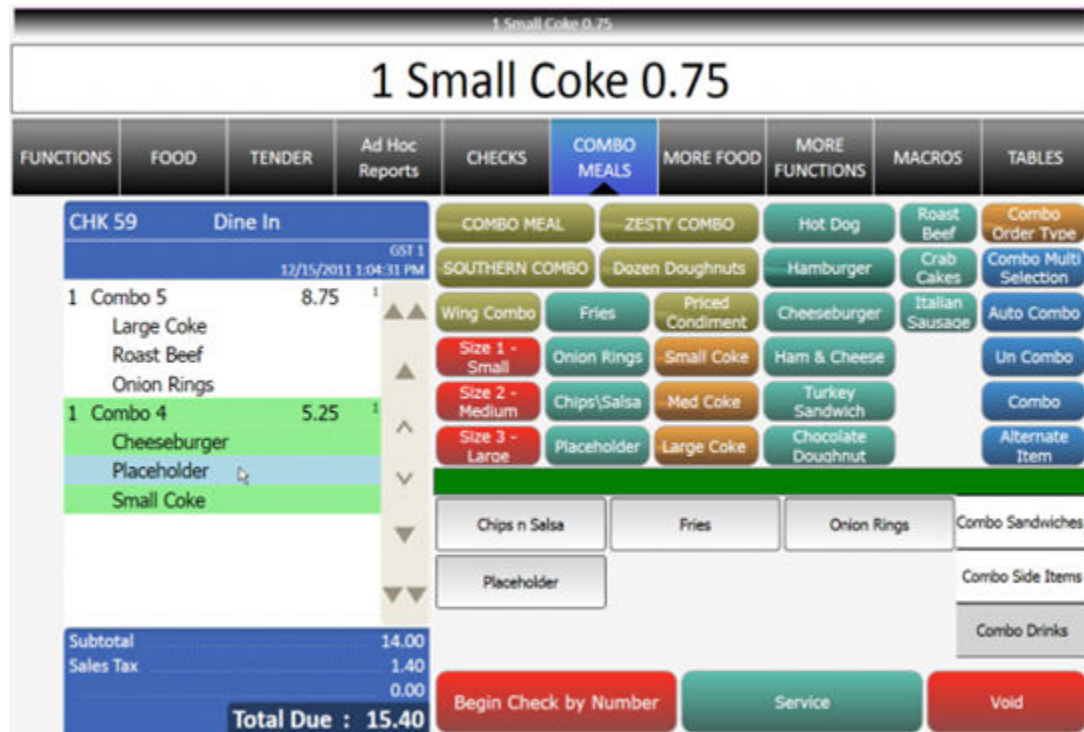 1 Small Coke 0.75
1 Small Coke 0.75
FUNCTIONS
FOOD
TENDER
Ad Hoc
Reports
CHECKS
COMBO
MEALS
MORE FOOD
MORE
FUNCTIONS
MACROS
TABLES
CHK 59 Dine In
GST 1
12/15/2011 1:04:31 PM
1 Combo 5 8.75 1
Large Coke
Roast Beef
Onion Rings
1 Combo 4 5.25 1
Cheeseburger
Placeholder
Small Coke
Subtotal 14.00
Sales Tax 1.40
0.00
Total Due : 15.40
COMBO MEAL
ZESTY COMBO
Hot Dog
Roast
Beef
Combo
Order Type
SOUTHERN COMBO
Dozen Doughnuts
Hamburger
Crab
Cakes
Combo Multi
Selection
Wing Combo
Fries
Priced
Condiment
Cheeseburger
Italian
Sausage
Auto Combo
Size 1 -
Small
Onion Rings
Small Coke
Ham & Cheese
Un Combo
Size 2 -
Medium
Chips\Salsa
Med Coke
Turkey
Sandwich
Combo
Size 3 -
Large
Placeholder
Large Coke
Chocolate
Doughnut
Alternate
Item
Chips n Salsa
Fries
Onion Rings
Combo Sandwiches
Placeholder
Combo Side Items
Combo Drinks
Begin Check by Number
Service
Void